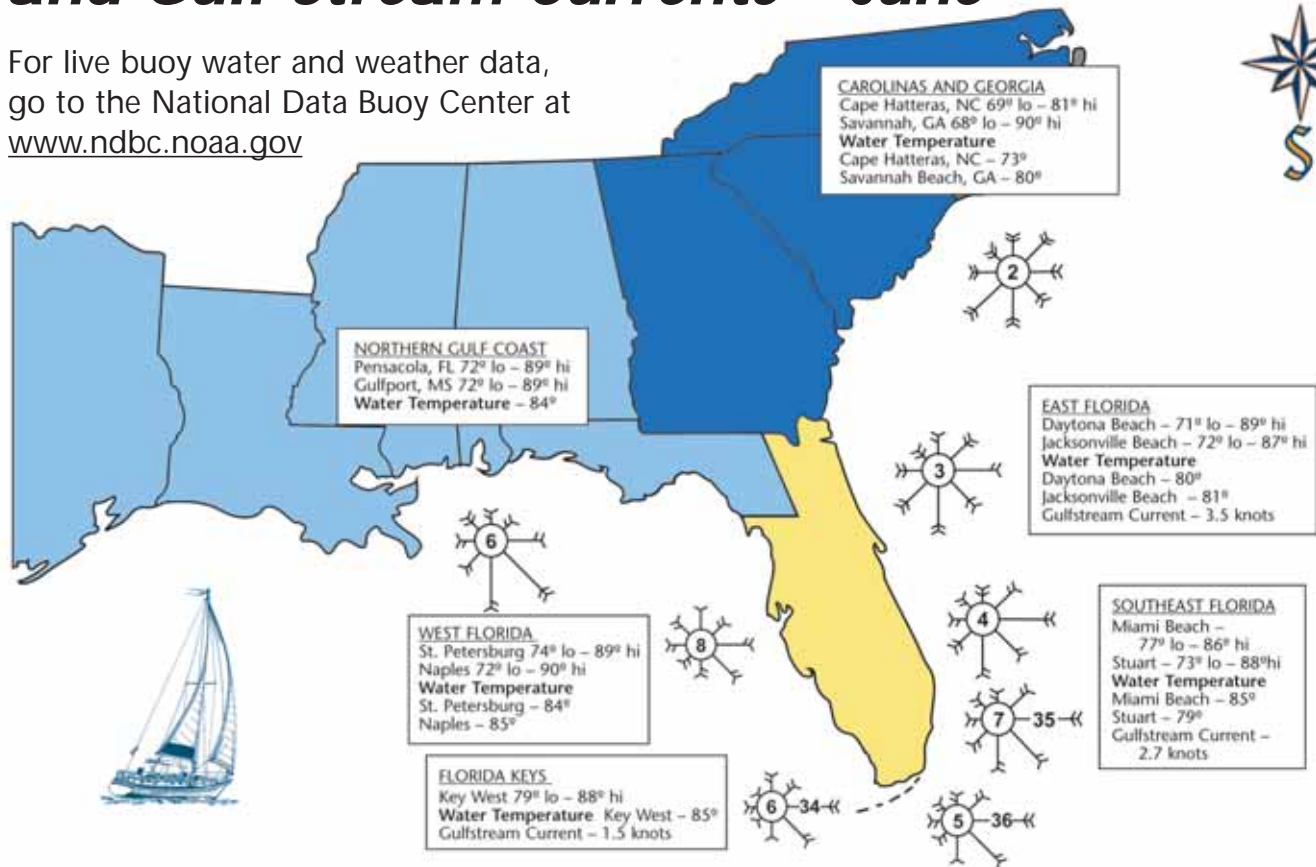 and Gulf Stream Currents – June
For live buoy water and weather data,
go to the National Data Buoy Center at
www.ndbc.noaa.gov
S
CAROLINAS AND GEORGIA
Cape Hatteras, NC 69º lo – 81º hi
Savannah, GA 68º lo – 90º hi
Water Temperature
Cape Hatteras, NC – 73º
Savannah Beach, GA – 80º
2
NORTHERN GULF COAST
Pensacola, FL 72º lo – 89º hi
Gulfport, MS 72º lo – 89º hi
Water Temperature – 84º
EAST FLORIDA
Daytona Beach – 71º lo – 89º hi
Jacksonville Beach – 72º lo – 87º hi
Water Temperature
Daytona Beach – 80º
Jacksonville Beach – 81º
Gulfstream Current – 3.5 knots
3
6
WEST FLORIDA
St. Petersburg 74º lo – 89º hi
Naples 72º lo – 90º hi
Water Temperature
St. Petersburg – 84º
Naples – 85º
8
4
SOUTHEAST FLORIDA
Miami Beach –
77º lo – 86º hi
Stuart – 73º lo – 88ºhi
Water Temperature
Miami Beach – 85º
Stuart – 79º
Gulfstream Current –
2.7 knots
7 35
FLORIDA KEYS
Key West 79º lo – 88º hi
Water Temperature Key West – 85º
Gulfstream Current – 1.5 knots
6 34
5 36